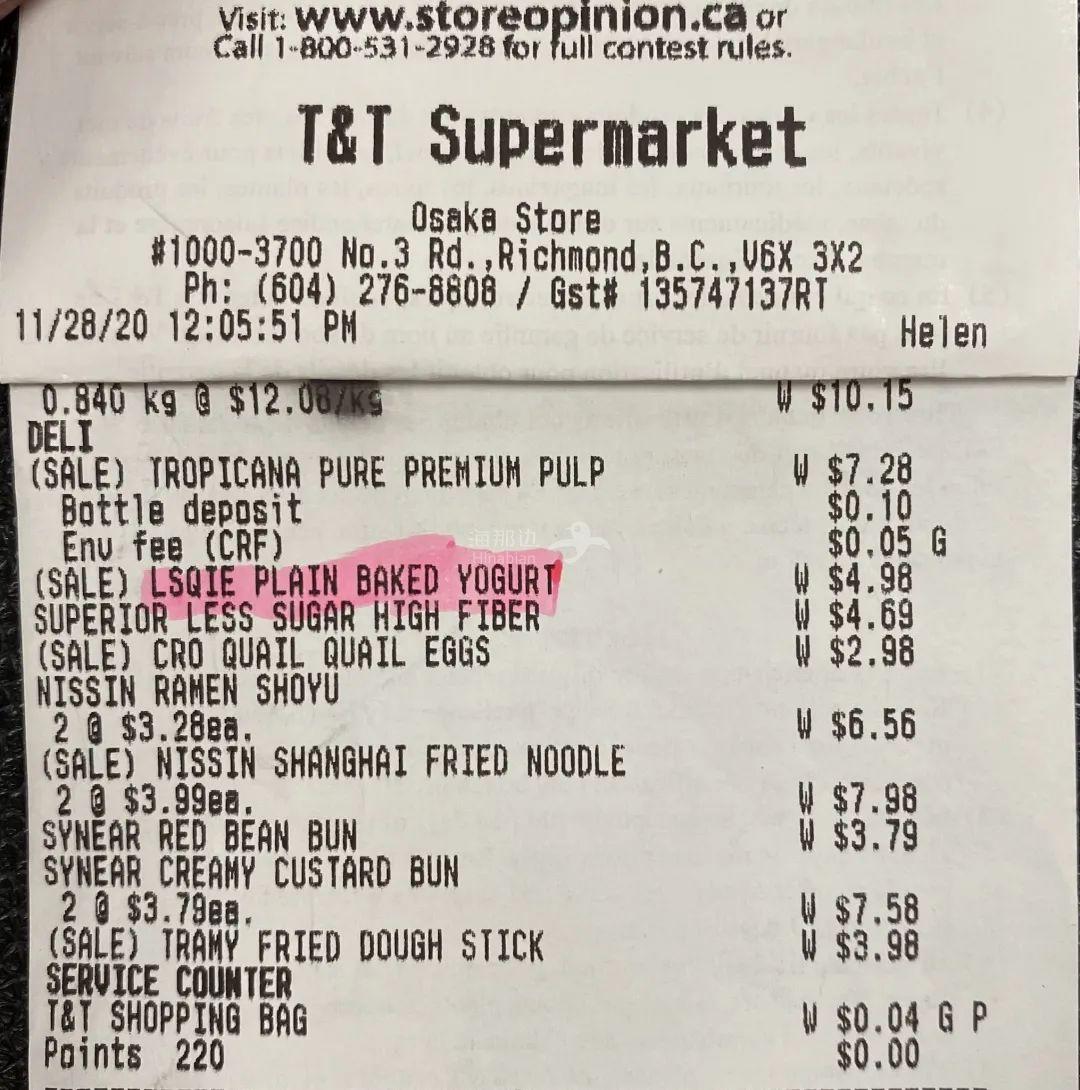 Visit: www.storeopinion.ca or
Call 1-800-531-2928 for full contest rules.
T&T Supermarket
Osaka Store
#1000-3700 No.3 Rd.,Richmond,B.C.,V6X 3X2
Ph: (604) 276-8808 / Gst# 135747137RT
11/28/20 12:05:51 PM Helen
0.840 kg @ $12.08/kg W $10.15
DELI
(SALE) TROPICANA PURE PREMIUM PULP W $7.28
Bottle deposit $0.10
Env fee (CRF) $0.05 G
海那边
HInabian
(SALE) LSQIE PLAIN BAKED YOGURT W $4.98
SUPERIOR LESS SUGAR HIGH FIBER W $4.69
(SALE) CRO QUAIL QUAIL EGGS W $2.98
NISSIN RAMEN SHOYU
2 @ $3.28ea. W $6.56
(SALE) NISSIN SHANGHAI FRIED NOODLE
2 @ $3.99ea. W $7.98
SYNEAR RED BEAN BUN W $3.79
SYNEAR CREAMY CUSTARD BUN
2 @ $3.79ea. W $7.58
(SALE) TRAMY FRIED DOUGH STICK W $3.98
SERVICE COUNTER
T&T SHOPPING BAG W $0.04 G P
Points 220 $0.00